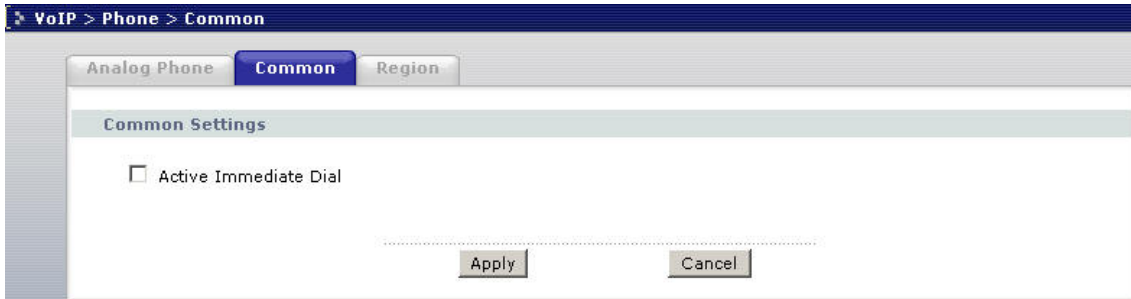 VoIP > Phone > Common
Analog Phone Common Region
Common Settings
Active Immediate Dial
Apply Cancel